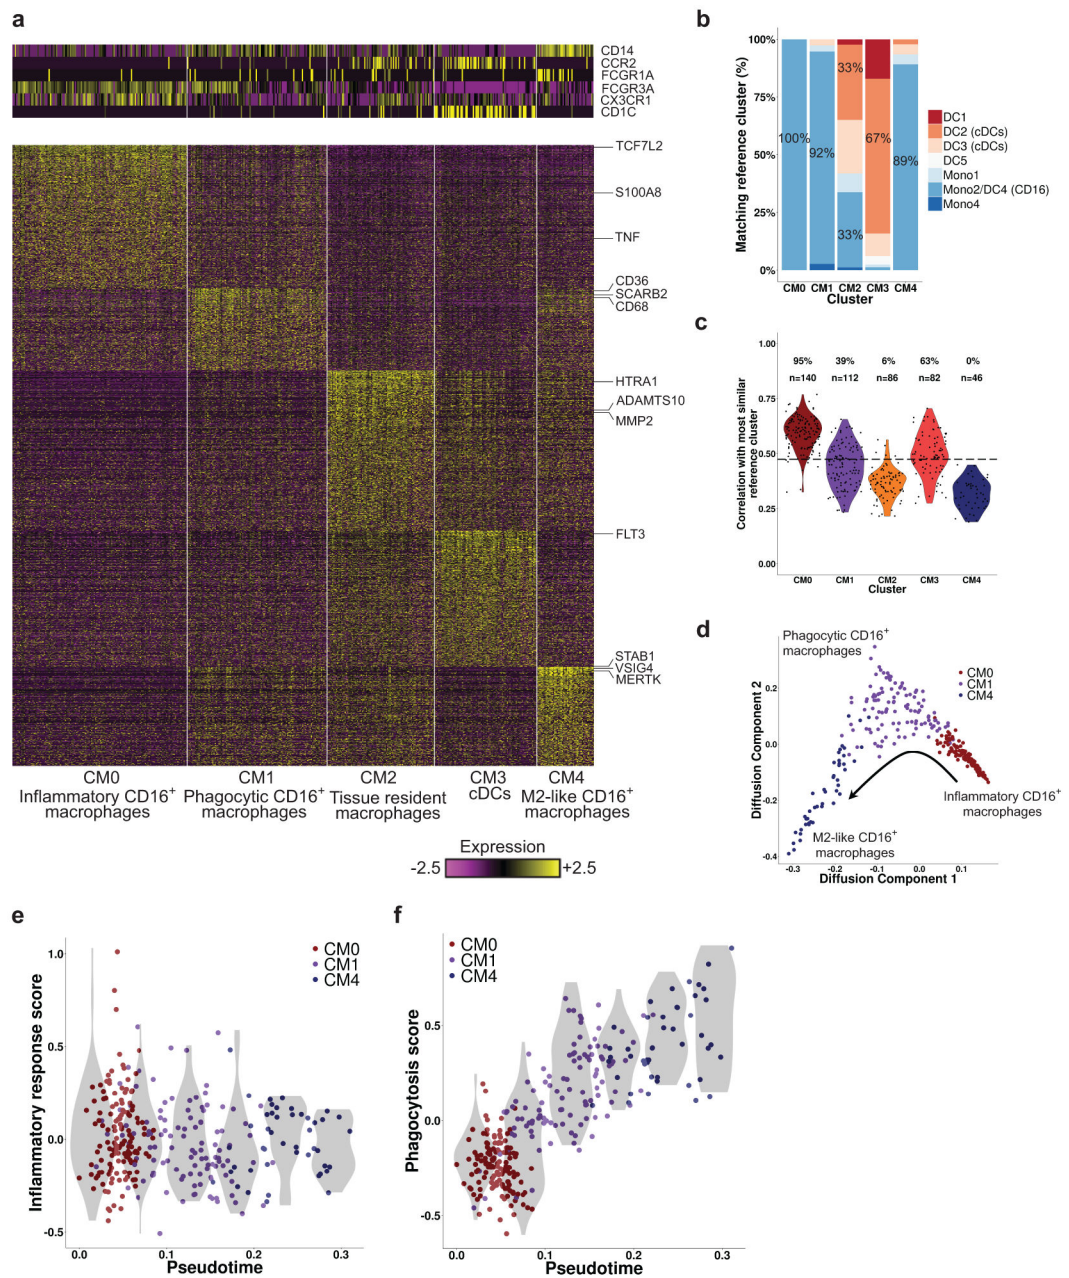 a
CD14
CCR2
FCGR1A
FCGR3A
CX3CR1
CD1C
TCF7L2
S100A8
TNF
CD36
SCARB2
CD68
HTRA1
ADAMTS10
MMP2
FLT3
STAB1
VSIG4
MERTK
CM0
Inflammatory CD16+
macrophages
CM1
Phagocytic CD16+
macrophages
CM2
Tissue resident
macrophages
CM3
cDCs
CM4
M2-like CD16+
macrophages
Expression
-2.5 +2.5
b
Matching reference cluster (%)
100%
75%
50%
25%
0%
100%
92%
33%
33%
67%
89%
CM0 CM1 CM2 CM3 CM4
Cluster
DC1
DC2 (cDCs)
DC3 (cDCs)
DC5
Mono1
Mono2/DC4 (CD16)
Mono4
c
Correlation with most similar
reference cluster
1.00
0.75
0.50
0.25
0.00
95% 39% 6% 63% 0%
n=140 n=112 n=86 n=82 n=46
CM0 CM1 CM2 CM3 CM4
Cluster
d
Phagocytic CD16+
macrophages
CM0
CM1
CM4
Diffusion Component 2
0.2
0.0
-0.2
-0.4
Inflammatory CD16+
macrophages
M2-like CD16+
macrophages
-0.3 -0.2 -0.1 0.0 0.1
Diffusion Component 1
e
Inflammatory response score
1.0
0.5
0.0
-0.5
CM0
CM1
CM4
0.0 0.1 0.2 0.3
Pseudotime
f
Phagocytosis score
0.5
0.0
-0.5
CM0
CM1
CM4
0.0 0.1 0.2 0.3
Pseudotime